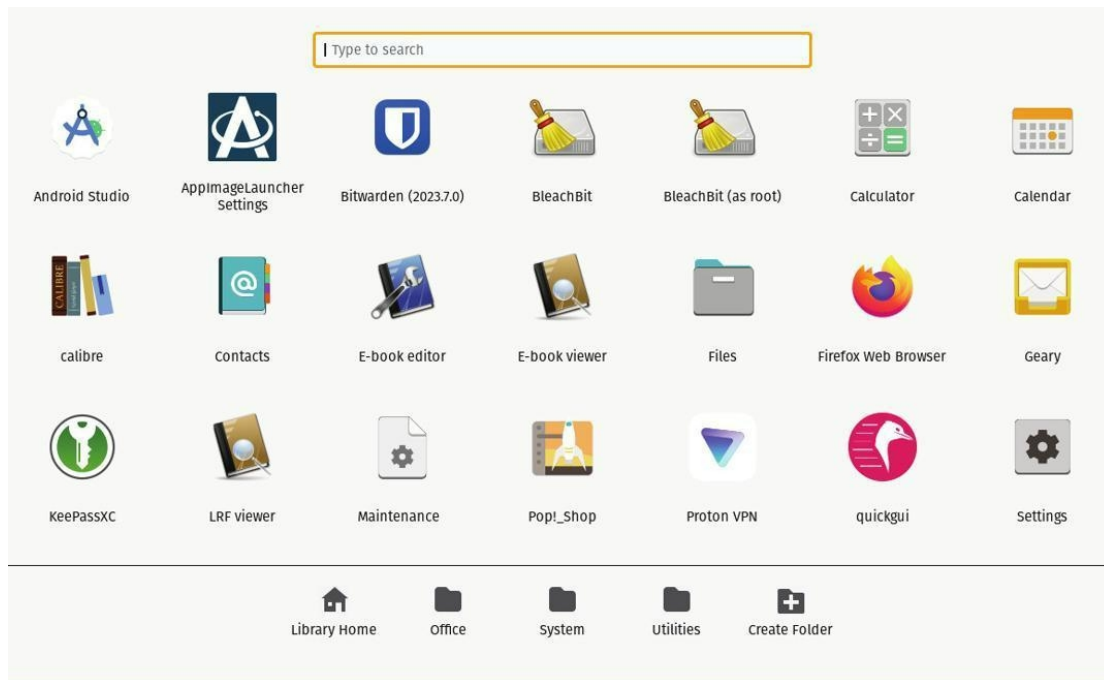 Type to search
Android Studio
AppImageLauncher
Settings
Bitwarden (2023.7.0)
BleachBit
BleachBit (as root)
Calculator
Calendar
CALIBRE
calibre
Contacts
E-book editor
E-book viewer
Files
Firefox Web Browser
Geary
KeePassXC
LRF viewer
Maintenance
Pop!_Shop
Proton VPN
quickgui
Settings
Library Home
Office
System
Utilities
Create Folder